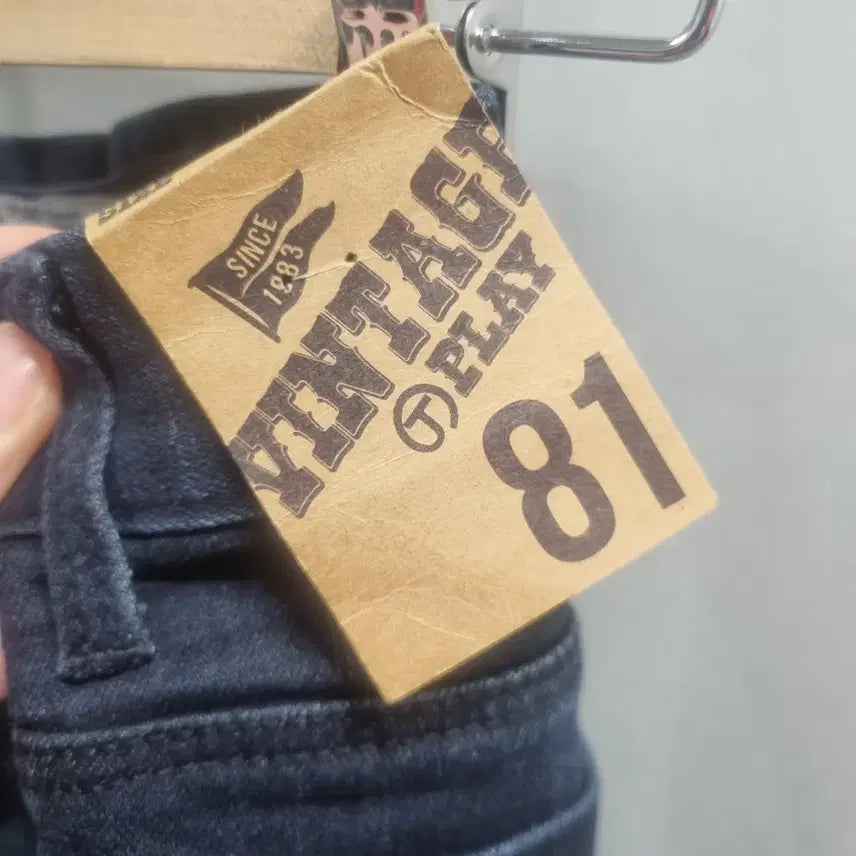 SINCE
1983
VINTAGE
T PLAY
81